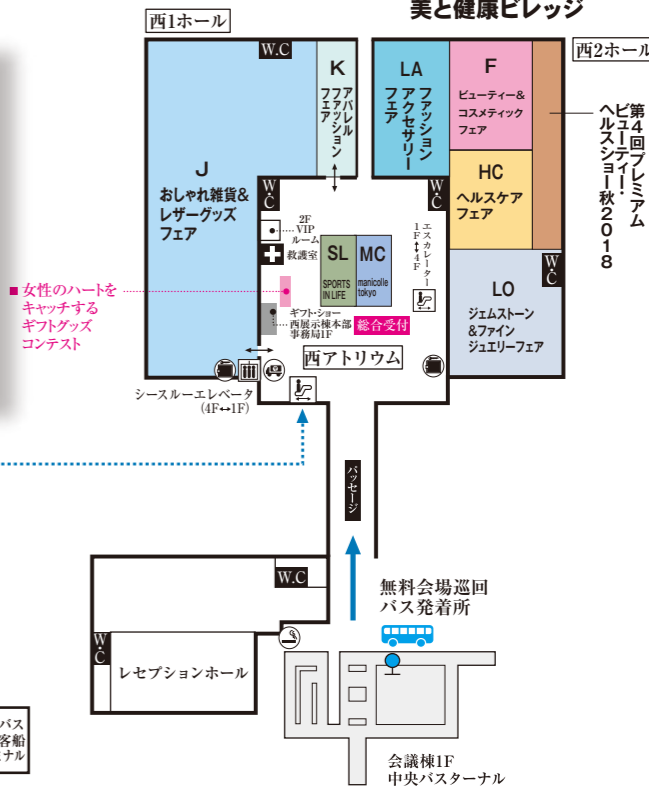 美と健康ビレッジ
西1ホール
西2ホール
W.C
K
アパレル
ファッション
フェア
LA
ファッション
アクセサリー
フェア
F
ビューティー&
コスメティック
フェア
第4回プレミアム
ビューティー・
ヘルスショー秋2018
J
おしゃれ雑貨&
レザーグッズ
フェア
W.C
W.C
HC
ヘルスケア
フェア
2F
VIP
ルーム
救護室
SL
SPORTS
IN LIFE
MC
manicolle
tokyo
エスカレーター
1F↕4F
W.C
LO
ジェムストーン
&ファイン
ジュエリーフェア
■女性のハートを
キャッチする
ギフトグッズ
コンテスト
ギフト・ショー
西展示棟本部
事務局1F
総合受付
西アトリウム
シースルーエレベータ
(4F↔1F)
パッセージ
W.C
無料会場巡回
バス発着所
W.C
レセプションホール
バス
客船
ナル
会議棟1F
中央バスターナル